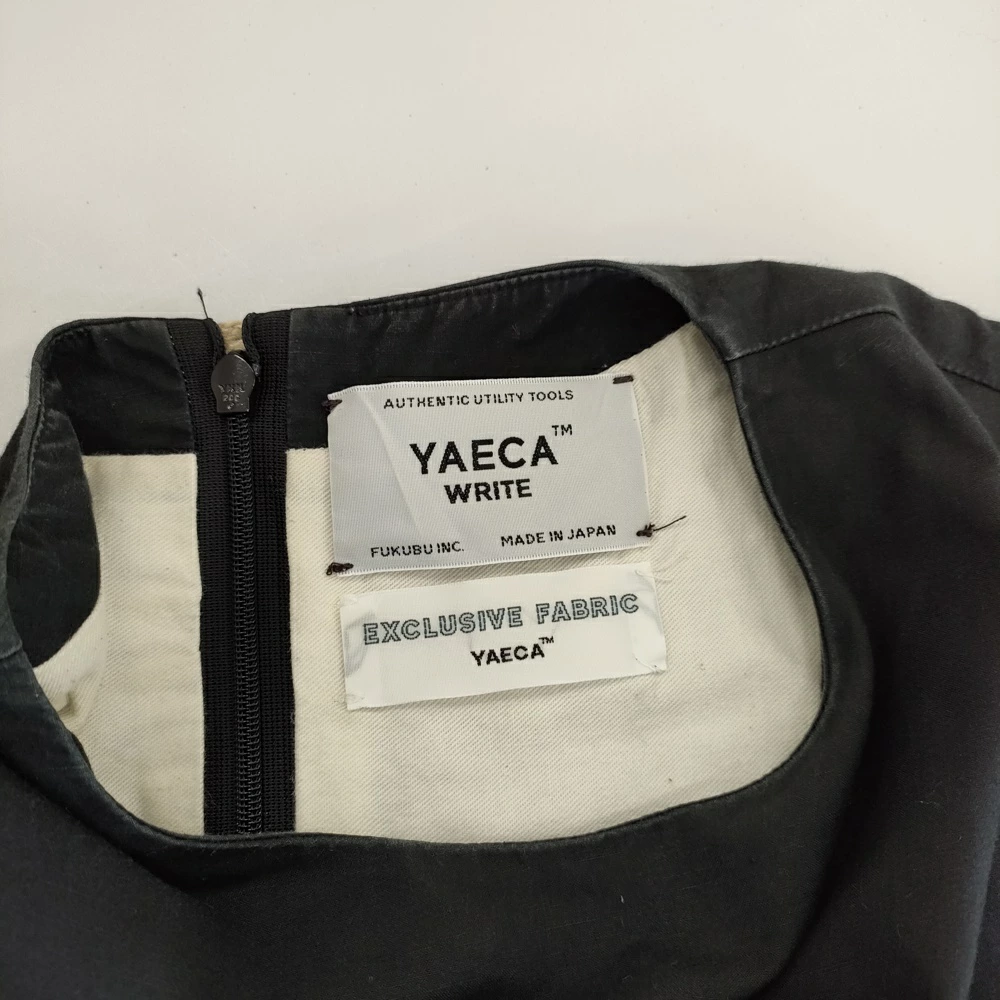 AUTHENTIC UTILITY TOOLS
YAECA™
WRITE
FUKUBU INC. MADE IN JAPAN
EXCLUSIVE FABRIC
YAECA™